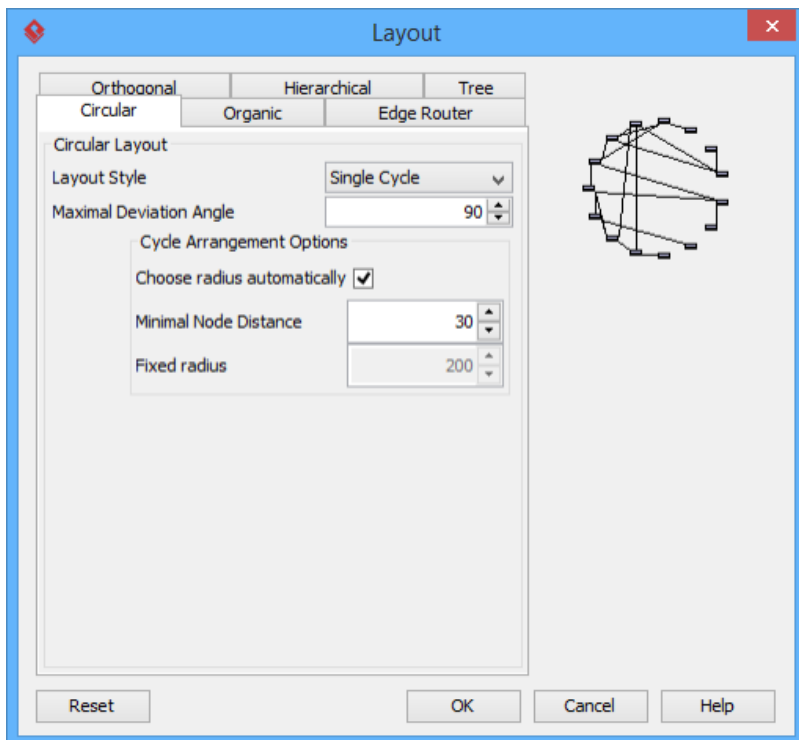 Layout
Orthogonal Hierarchical Tree
Circular Organic Edge Router
Circular Layout
Layout Style Single Cycle
Maximal Deviation Angle 90
Cycle Arrangement Options
Choose radius automatically
Minimal Node Distance 30
Fixed radius 200
Reset OK Cancel Help